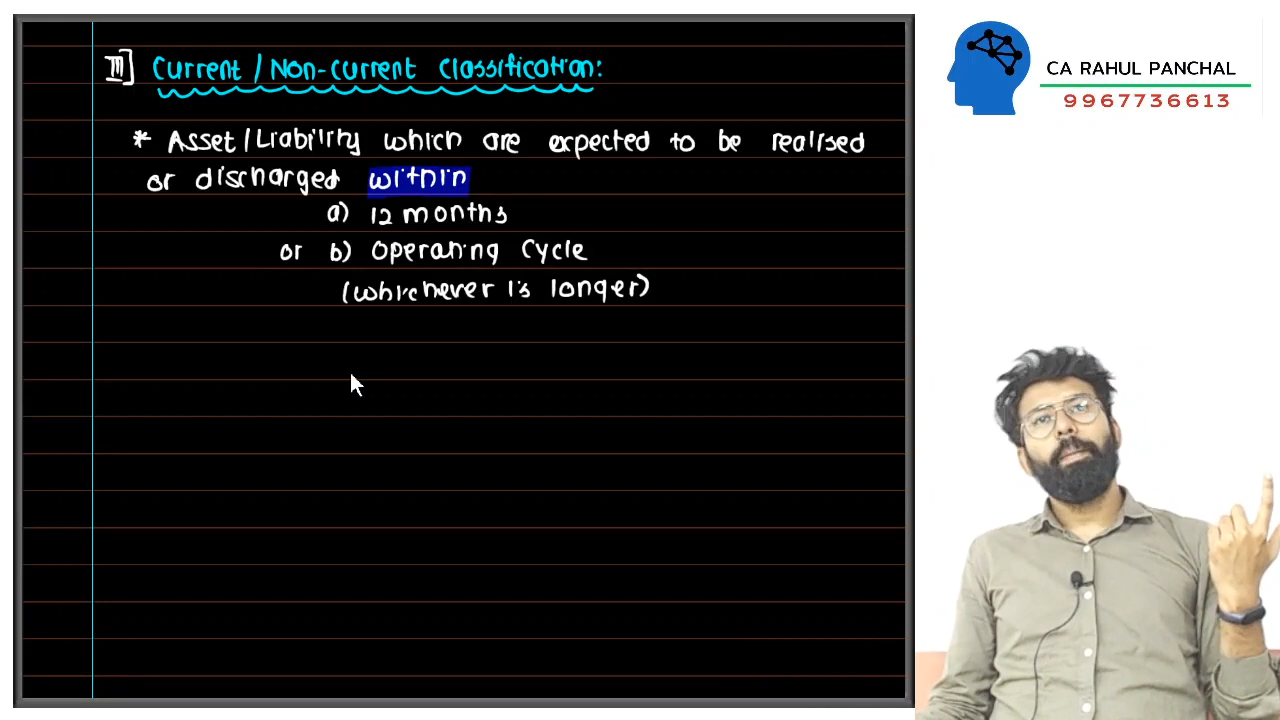 III] Current / Non-current Classification:
* Asset/Liability which are expected to be realised
or discharged within
a) 12 months
or b) Operating Cycle
(whichever is longer)
CA RAHUL PANCHAL
9967736613